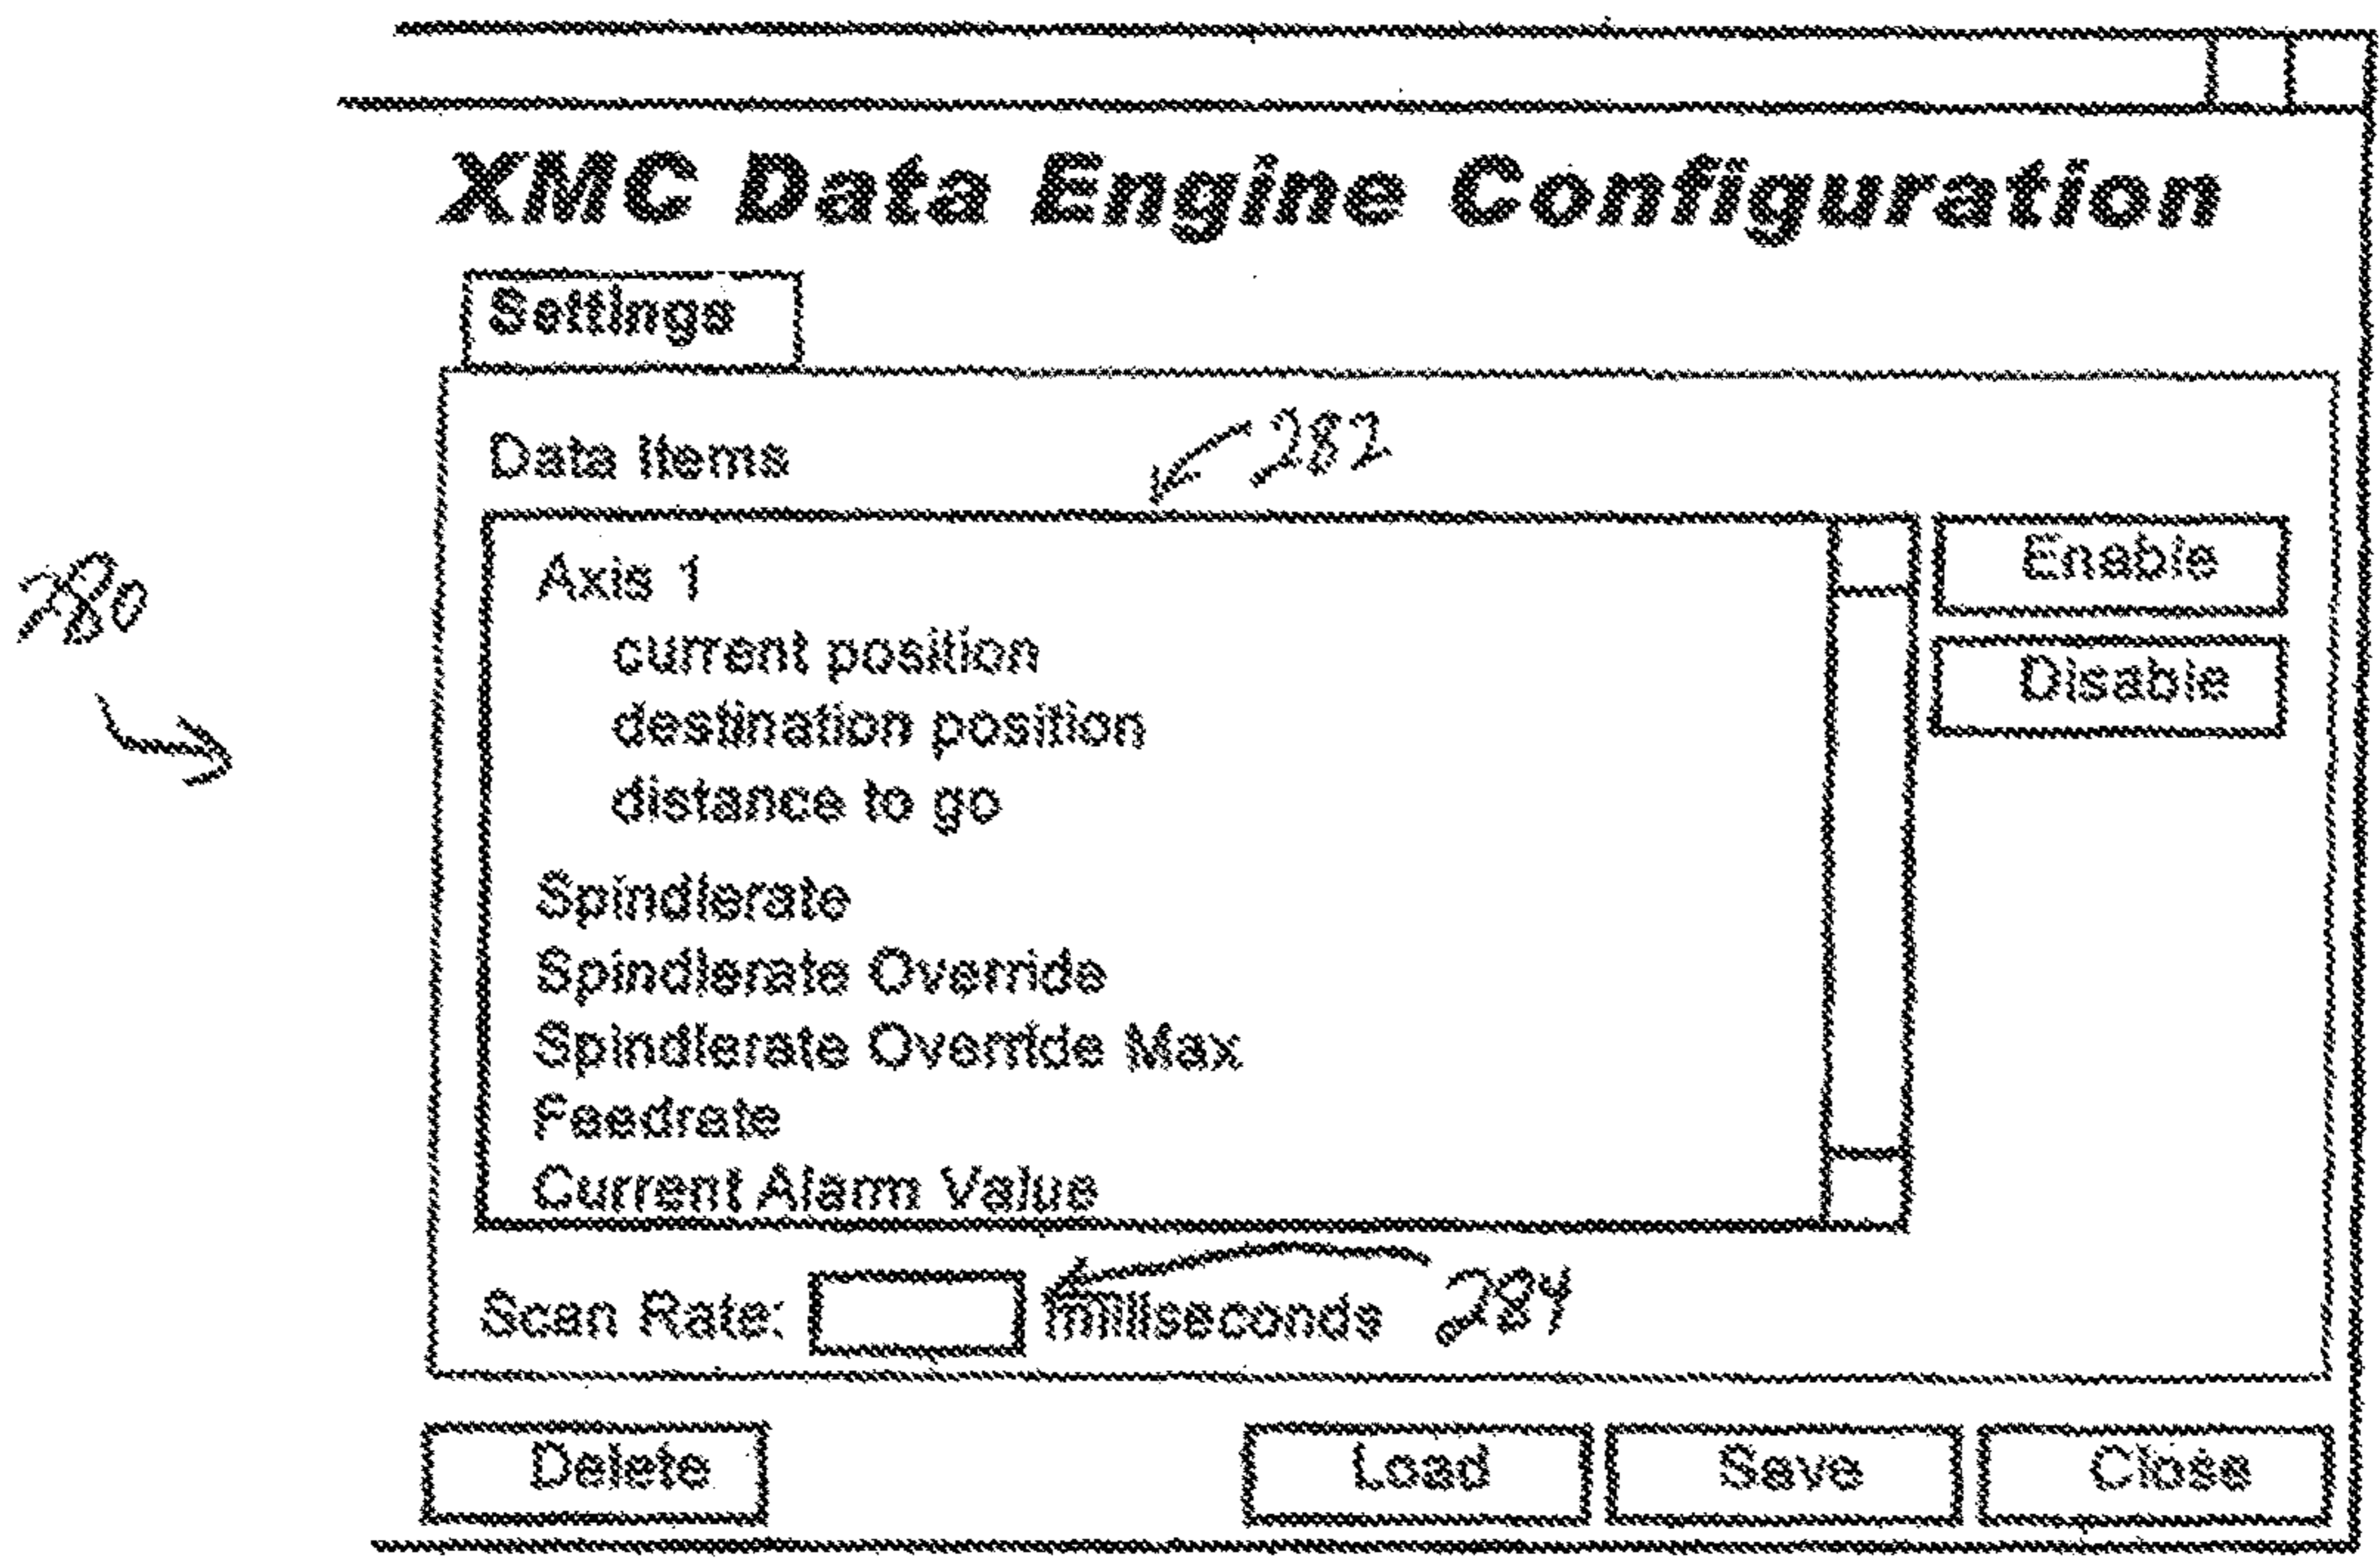 XMC Data Engine Configuration
Settings
Data Items
282
Axis 1
current position
destination position
distance to go
Spindlerate
Spindlerate Override
Spindlerate Override Max
Feedrate
Current Alarm Value
Enable
Disable
280
Scan Rate: milliseconds
284
Delete Load Save Close